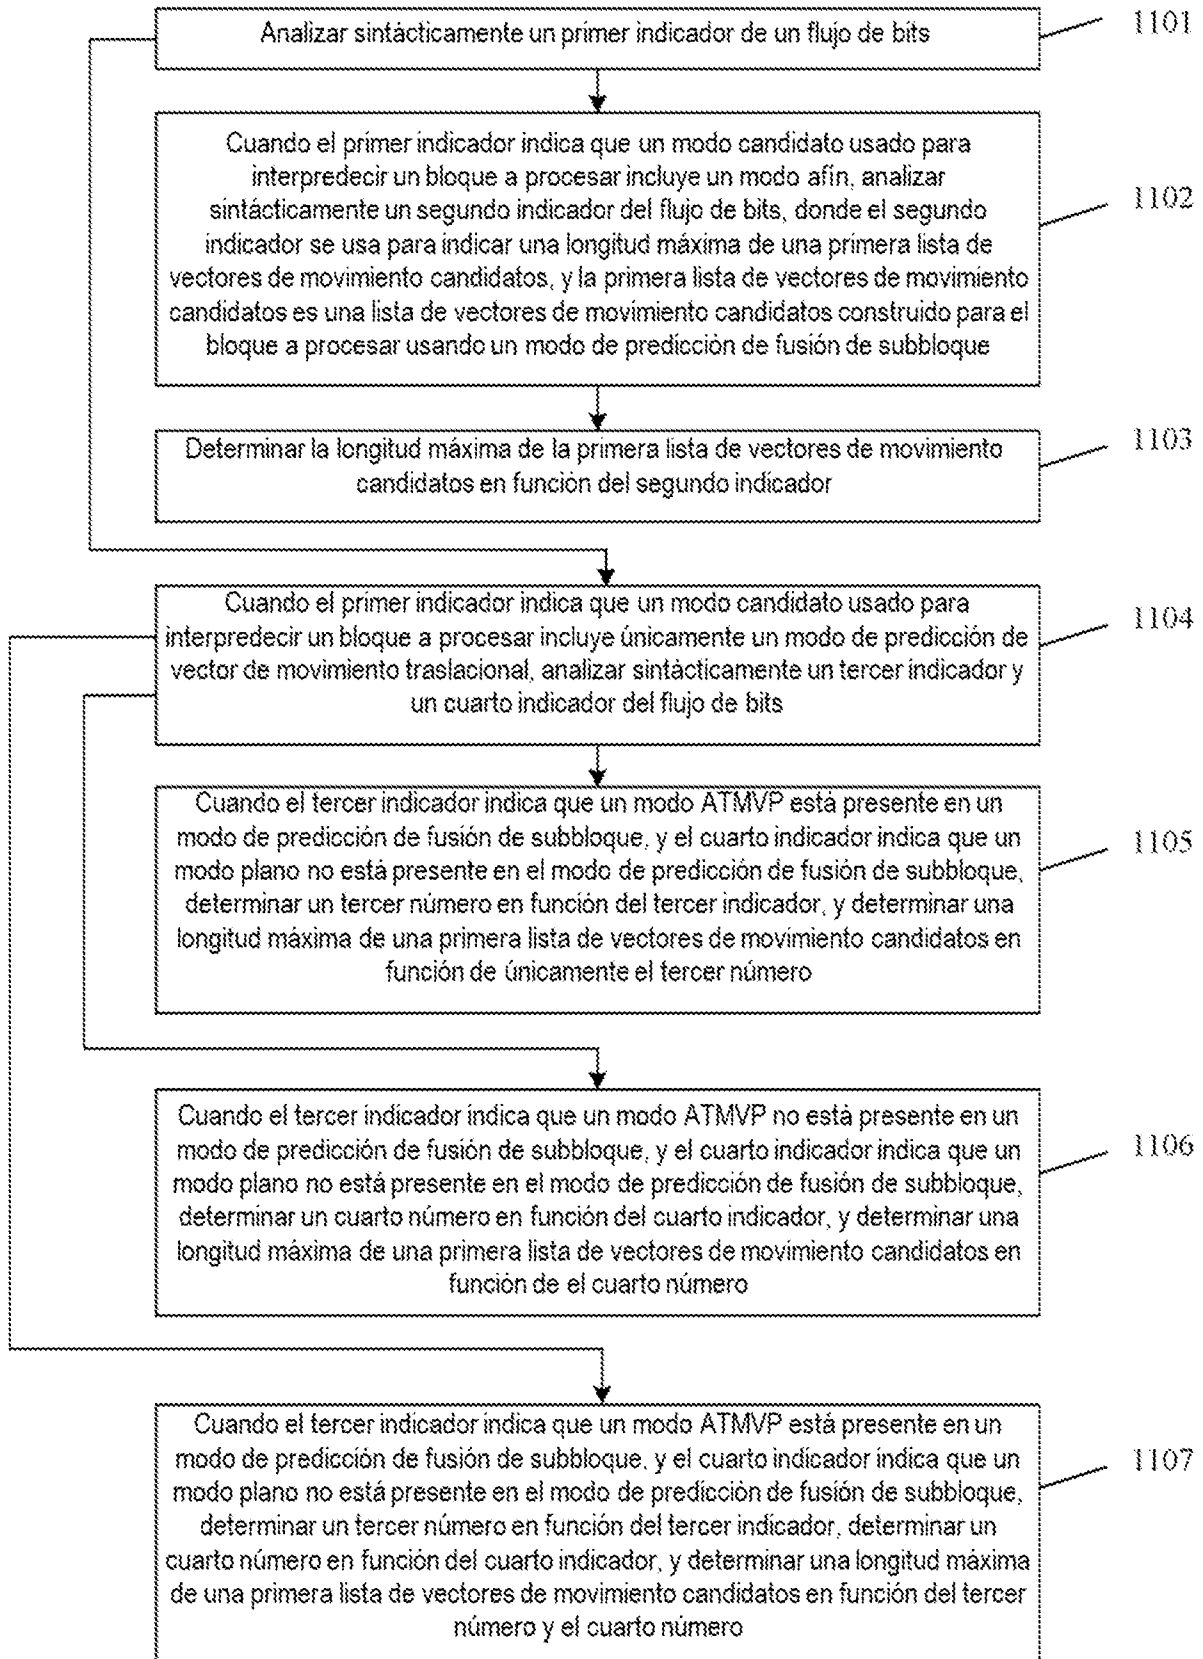 Analizar sintácticamente un primer indicador de un flujo de bits
1101
Cuando el primer indicador indica que un modo candidato usado para
interpredecir un bloque a procesar incluye un modo afín, analizar
sintácticamente un segundo indicador del flujo de bits, donde el segundo
indicador se usa para indicar una longitud máxima de una primera lista de
vectores de movimiento candidatos, y la primera lista de vectores de movimiento
candidatos es una lista de vectores de movimiento candidatos construido para el
bloque a procesar usando un modo de predicción de fusión de subbloque
1102
Determinar la longitud máxima de la primera lista de vectores de movimiento
candidatos en función del segundo indicador
1103
Cuando el primer indicador indica que un modo candidato usado para
interpredecir un bloque a procesar incluye únicamente un modo de predicción de
vector de movimiento traslacional, analizar sintácticamente un tercer indicador y
un cuarto indicador del flujo de bits
1104
Cuando el tercer indicador indica que un modo ATMVP está presente en un
modo de predicción de fusión de subbloque, y el cuarto indicador indica que un
modo plano no está presente en el modo de predicción de fusión de subbloque,
determinar un tercer número en función del tercer indicador, y determinar una
longitud máxima de una primera lista de vectores de movimiento candidatos en
función de únicamente el tercer número
1105
Cuando el tercer indicador indica que un modo ATMVP no está presente en un
modo de predicción de fusión de subbloque, y el cuarto indicador indica que un
modo plano no está presente en el modo de predicción de fusión de subbloque,
determinar un cuarto número en función del cuarto indicador, y determinar una
longitud máxima de una primera lista de vectores de movimiento candidatos en
función de el cuarto número
1106
Cuando el tercer indicador indica que un modo ATMVP está presente en un
modo de predicción de fusión de subbloque, y el cuarto indicador indica que un
modo plano no está presente en el modo de predicción de fusión de subbloque,
determinar un tercer número en función del tercer indicador, determinar un
cuarto número en función del cuarto indicador, y determinar una longitud máxima
de una primera lista de vectores de movimiento candidatos en función del tercer
número y el cuarto número
1107